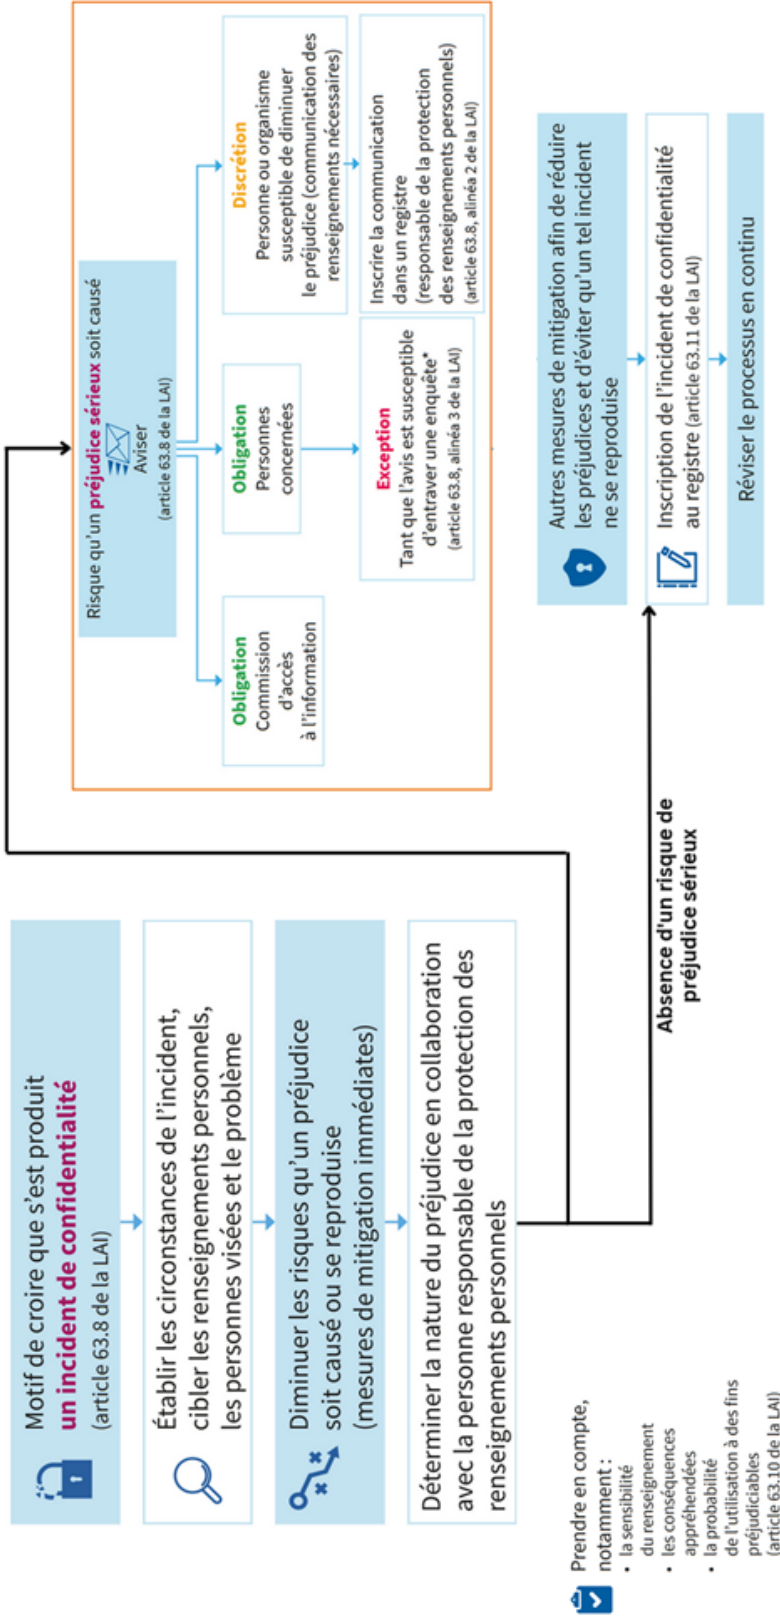 Motif de croire que s'est produit
un incident de confidentialité
(article 63.8 de la LAI)
Établir les circonstances de l'incident,
cibler les renseignements personnels,
les personnes visées et le problème
Diminuer les risques qu'un préjudice
soit causé ou se reproduise
(mesures de mitigation immédiates)
Déterminer la nature du préjudice en collaboration
avec la personne responsable de la protection des
renseignements personnels
Prendre en compte,
notamment :
• la sensibilité
du renseignement
• les conséquences
appréhendées
• la probabilité
de l'utilisation à des fins
préjudiciables
(article 63.10 de la LAI)
Risque qu'un préjudice sérieux soit causé
Aviser
(article 63.8 de la LAI)
Obligation
Commission
d'accès
à l'information
Obligation
Personnes
concernées
Exception
Tant que l'avis est susceptible
d'entraver une enquête*
(article 63.8, alinéa 3 de la LAI)
Discrétion
Personne ou organisme
susceptible de diminuer
le préjudice (communication des
renseignements nécessaires)
Inscrire la communication
dans un registre
(responsable de la protection
des renseignements personnels)
(article 63.8, alinéa 2 de la LAI)
Absence d'un risque de
préjudice sérieux
Autres mesures de mitigation afin de réduire
les préjudices et d'éviter qu'un tel incident
ne se reproduise
Inscription de l'incident de confidentialité
au registre (article 63.11 de la LAI)
Réviser le processus en continu